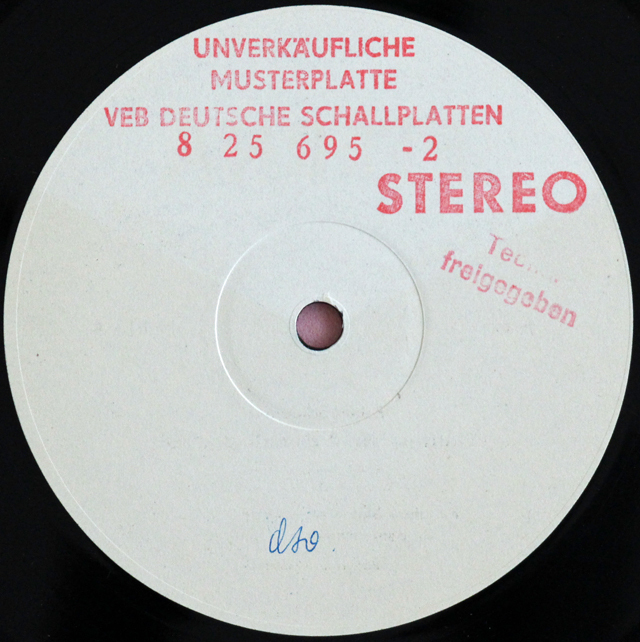 UNVERKÄUFLICHE
MUSTERPLATTE
VEB DEUTSCHE SCHALLPLATTEN
8 25 695 -2
STEREO
freigegeben